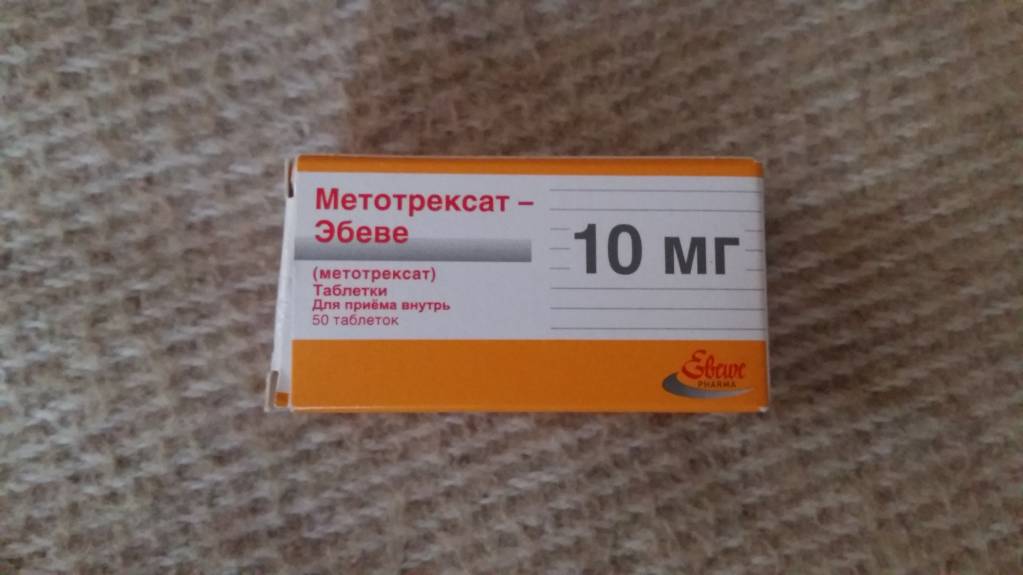 Метотрексат –
Эбеве
(метотрексат)
Таблетки
Для приёма внутрь
50 таблеток
10 мг
Ebewe
PHARMA